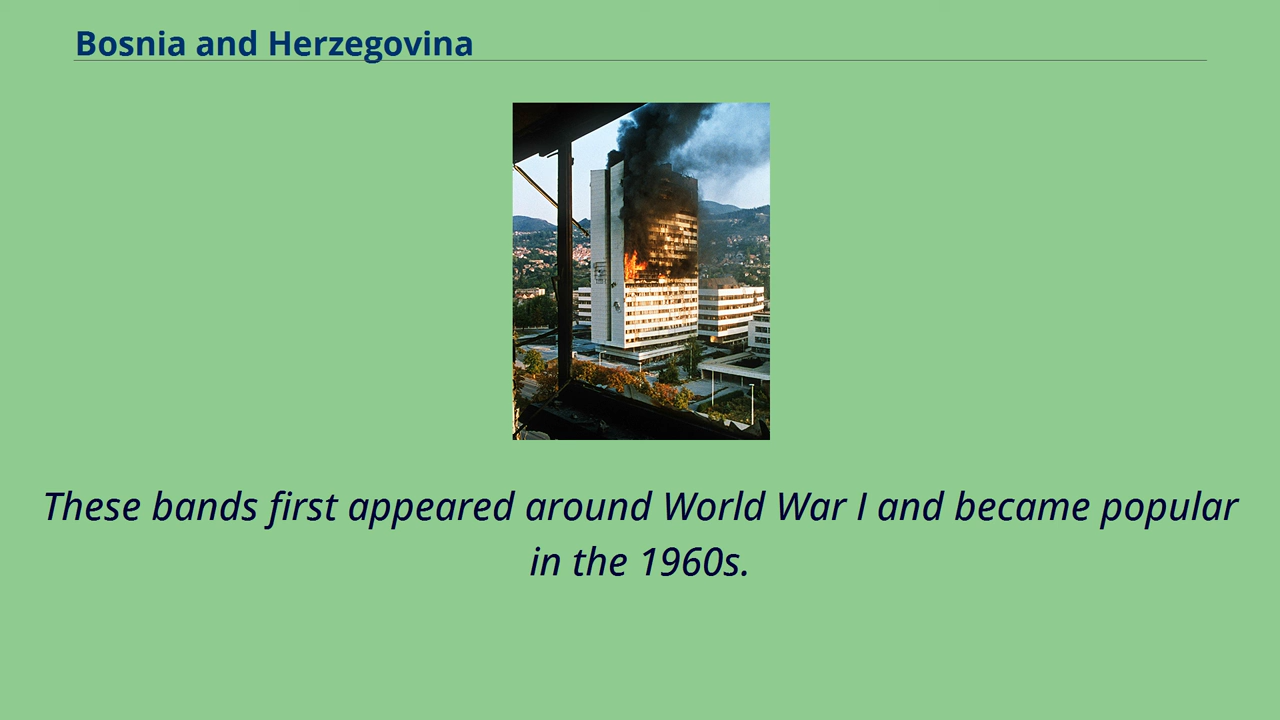 Bosnia and Herzegovina
These bands first appeared around World War I and became popular
in the 1960s.